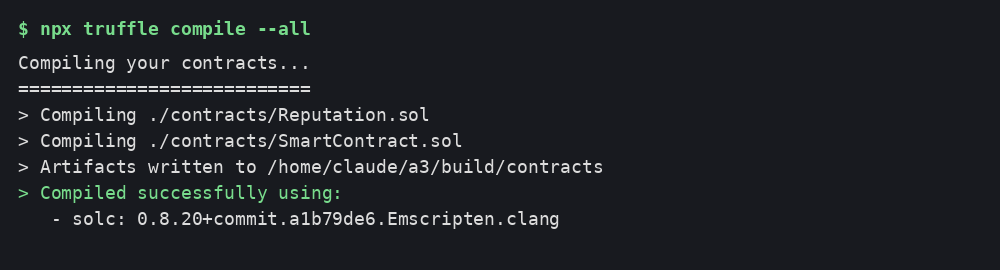 $ npx truffle compile --all
Compiling your contracts...
===========================
> Compiling ./contracts/Reputation.sol
> Compiling ./contracts/SmartContract.sol
> Artifacts written to /home/claude/a3/build/contracts
> Compiled successfully using:
   - solc: 0.8.20+commit.a1b79de6.Emscripten.clang